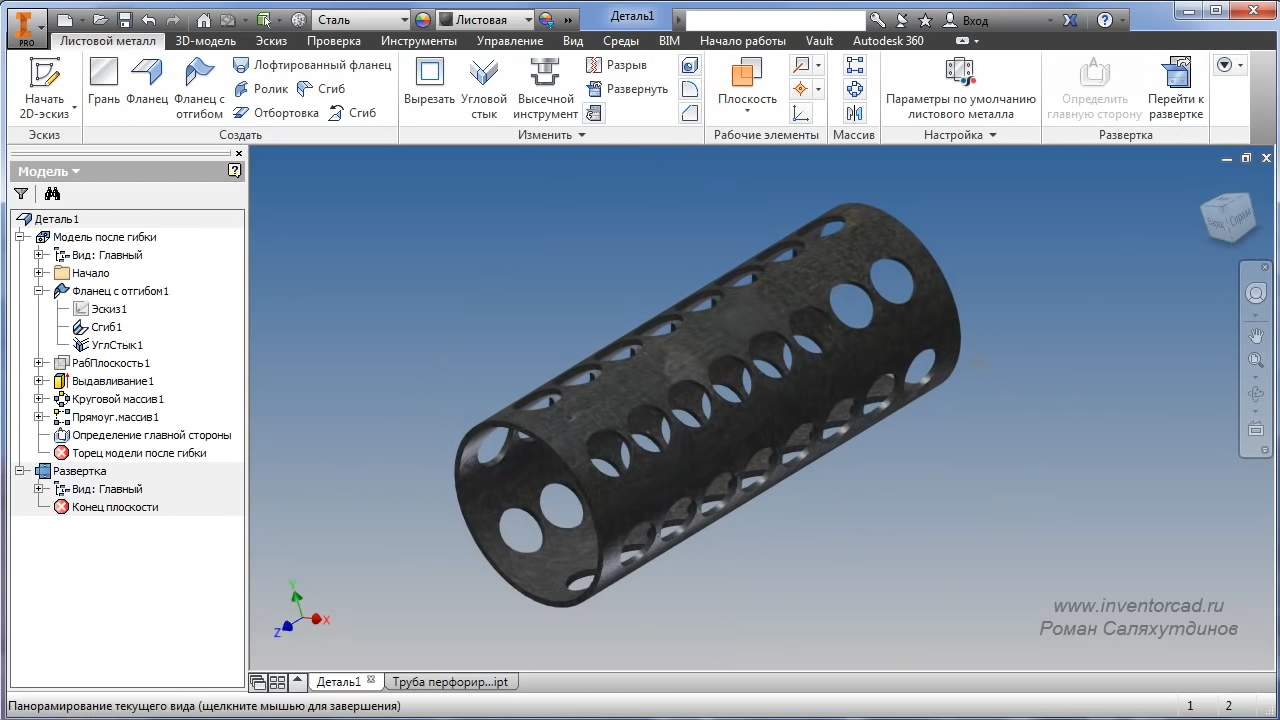 Сталь
Листовая
Деталь1
Вход
PRO
Листовой металл 3D-модель Эскиз Проверка Инструменты Управление Вид Среды BIM Начало работы Vault Autodesk 360
Начать
2D-эскиз
Грань
Фланец
Фланец с
отгибом
Лофтированный фланец
Ролик
Сгиб
Отбортовка
Сгиб
Вырезать
Угловой
стык
Высечной
инструмент
Разрыв
Развернуть
Плоскость
Параметры по умолчанию
листового металла
Определить
главную сторону
Перейти к
развертке
Эскиз Создать Изменить Рабочие элементы Массив Настройка Развертка
Модель
Деталь1
Модель после гибки
Вид: Главный
Начало
Фланец с отгибом1
Эскиз1
Сгиб1
УглСтык1
РабПлоскость1
Выдавливание1
Круговой массив1
Прямоуг.массив1
Определение главной стороны
Торец модели после гибки
Развертка
Вид: Главный
Конец плоскости
Справа
Y
X
Z
www.inventorcad.ru
Роман Саляхутдинов
Деталь1
Труба перфорир...ipt
Панорамирование текущего вида (щелкните мышью для завершения)
1 2